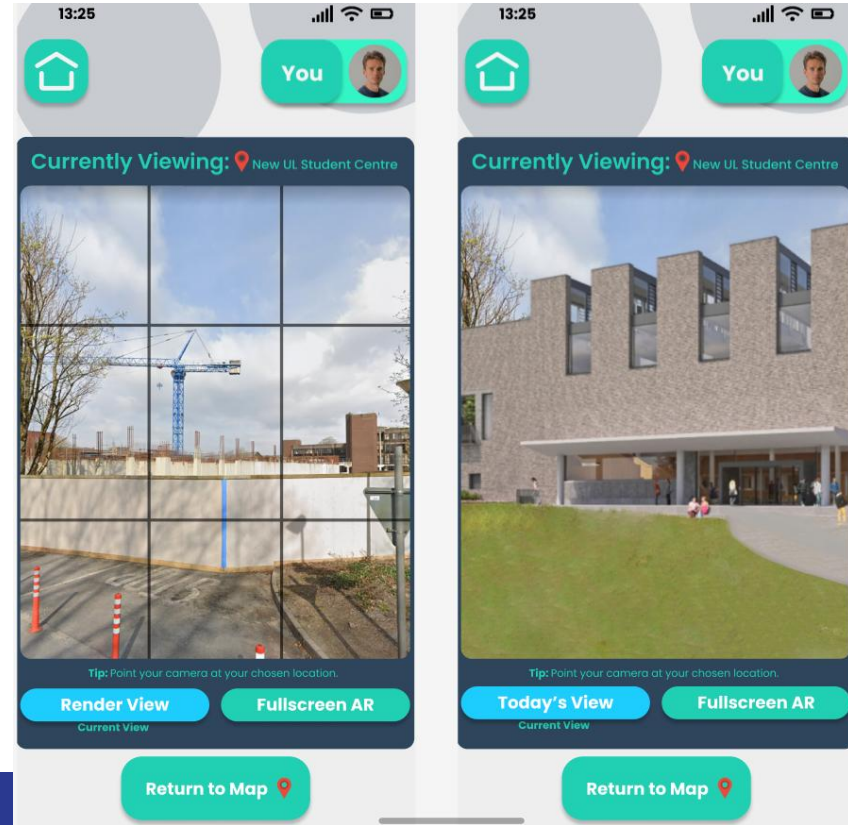 13:25
You
Currently Viewing: New UL Student Centre
Tip: Point your camera at your chosen location.
Render View
Fullscreen AR
Current View
Return to Map
13:25
You
Currently Viewing: New UL Student Centre
Tip: Point your camera at your chosen location.
Today's View
Fullscreen AR
Current View
Return to Map